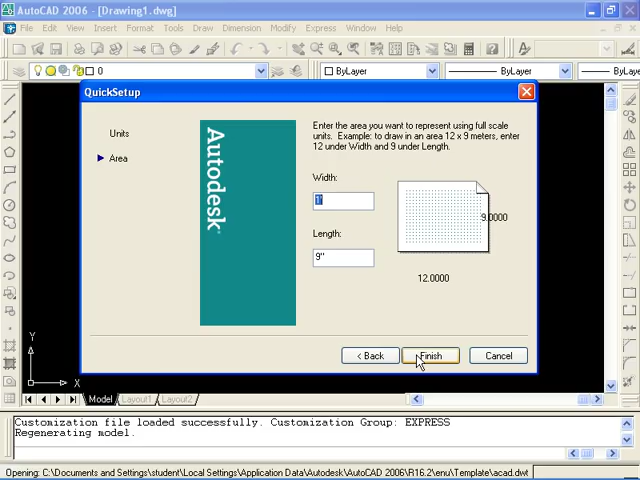 AutoCAD 2006 - [Drawing1.dwg]
File Edit View Insert Format Tools Draw Dimension Modify Express Window Help
0
ByLayer
ByLayer
ByLayer
QuickSetup
Units
Area
Autodesk
Enter the area you want to represent using full scale
units. Example: to draw in an area 12 x 9 meters, enter
12 under Width and 9 under Length.
Width:
1'
Length:
9"
9.0000
12.0000
< Back
Finish
Cancel
Y
X
Model
Layout1
Layout2
Customization file loaded successfully. Customization Group: EXPRESS
Regenerating model.
Opening: C:\Documents and Settings\student\Local Settings\Application Data\Autodesk\AutoCAD 2006\R16.2\enu\Template\acad.dwt